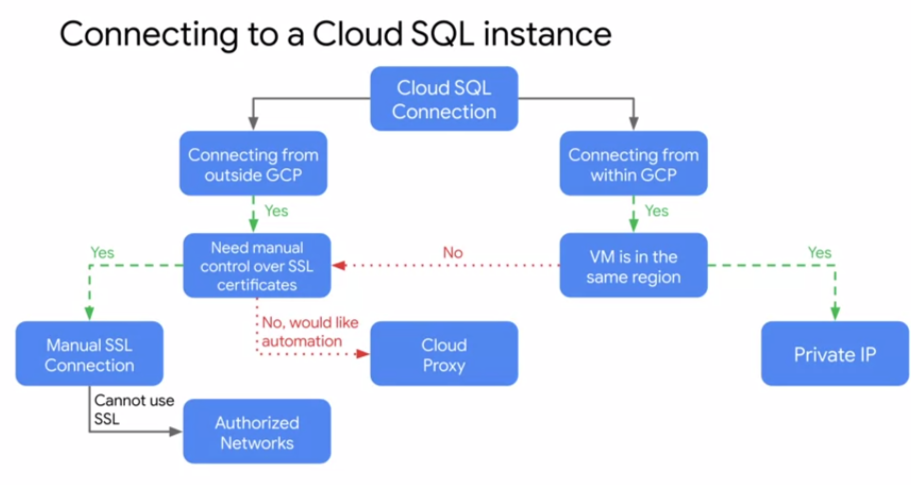 Connecting to a Cloud SQL instance
Cloud SQL
Connection
Connecting from
outside GCP
Connecting from
within GCP
Yes
Yes
Need manual
control over SSL
certificates
VM is in the
same region
Yes
No
Yes
No, would like
automation
Manual SSL
Connection
Cloud
Proxy
Private IP
Cannot use
SSL
Authorized
Networks